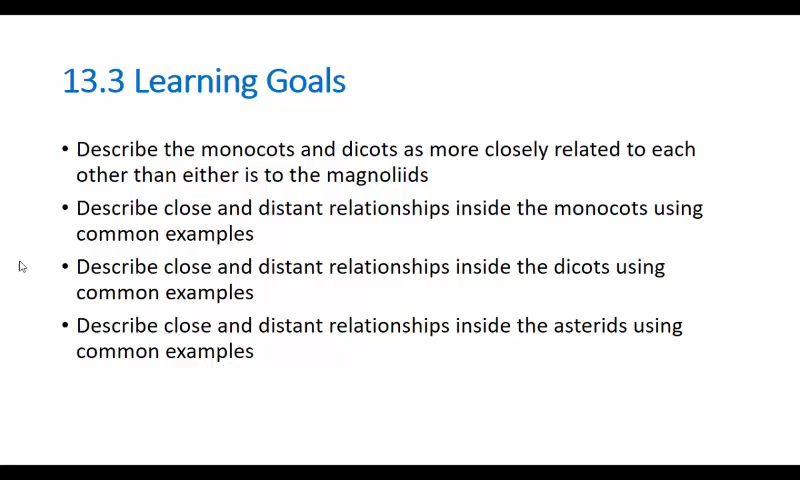 13.3 Learning Goals
• Describe the monocots and dicots as more closely related to each
other than either is to the magnoliids
• Describe close and distant relationships inside the monocots using
common examples
• Describe close and distant relationships inside the dicots using
common examples
• Describe close and distant relationships inside the asterids using
common examples